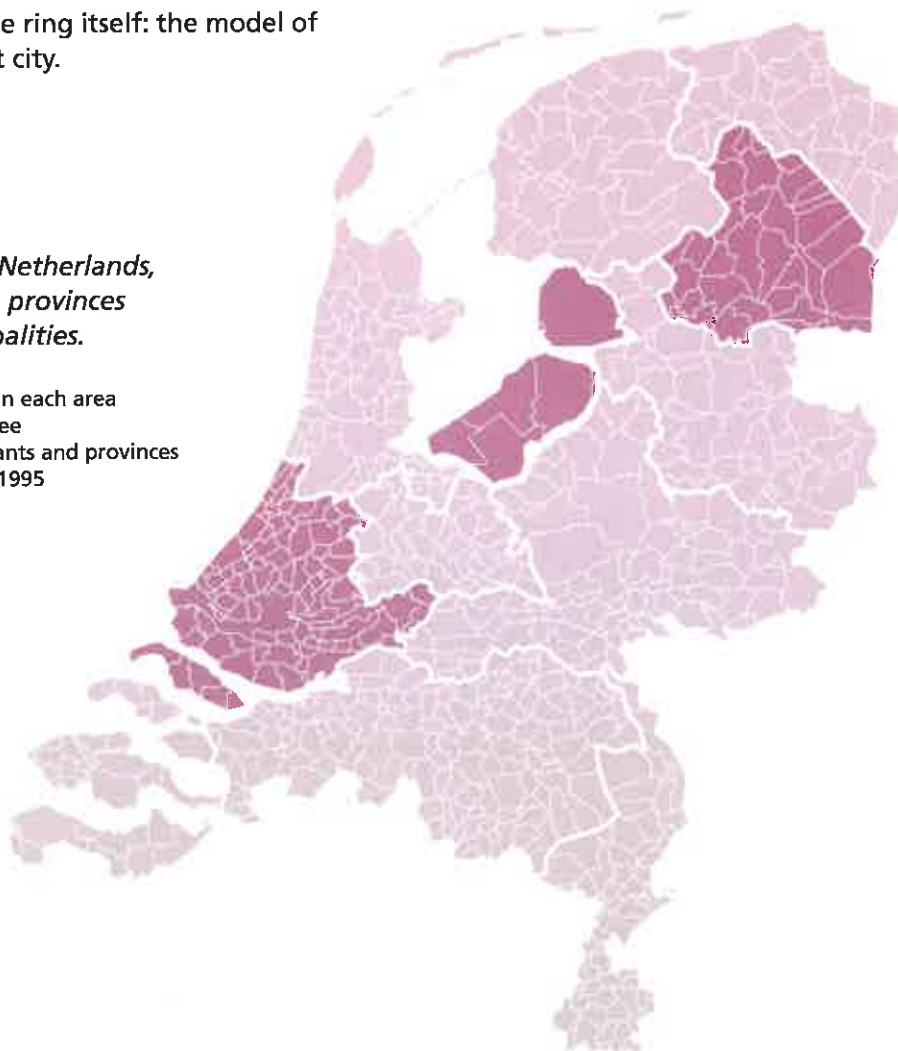 e ring itself: the model of
t city.
Netherlands,
provinces
palities.
n each area
ee
ants and provinces
1995